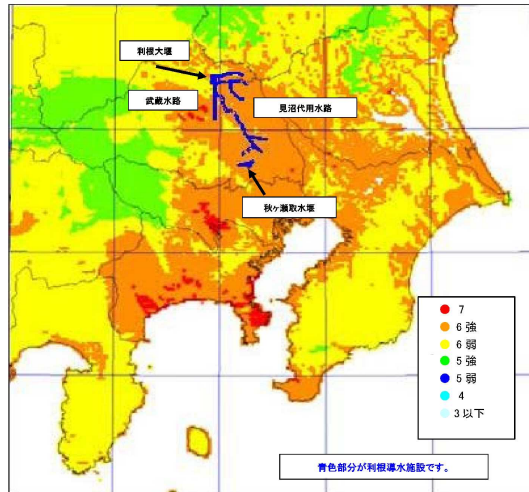 利根大堰
武蔵水路
見沼代用水路
秋ヶ瀬取水堰
7
6 強
6 弱
5 強
5 弱
4
3 以下
青色部分が利根導水施設です。